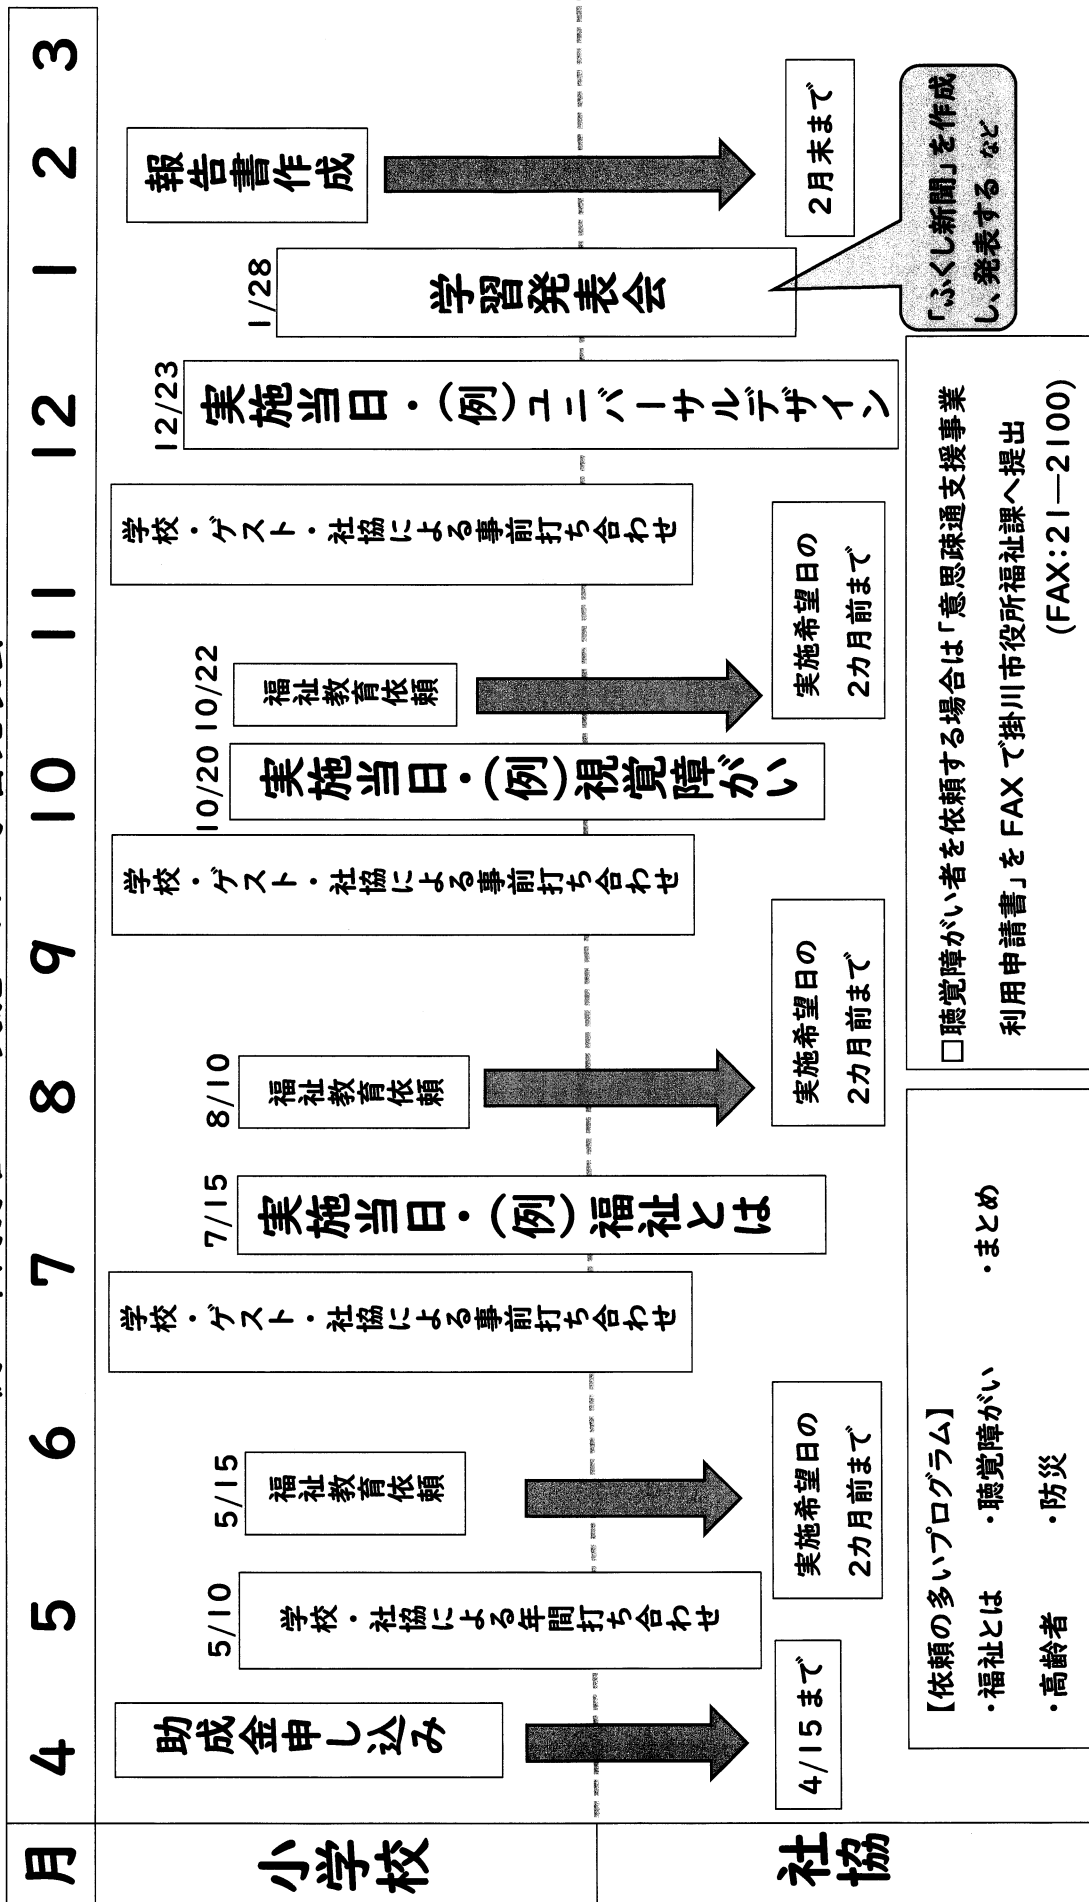 月 4 5 6 7 8 9 10 11 12 1 2 3
小学校
社協
助成金申し込み
4/15まで
5/10
学校・社協による年間打ち合わせ
5/15
福祉教育依頼
実施希望日の
2カ月前まで
学校・ゲスト・社協による事前打ち合わせ
7/15
実施当日・(例)福祉とは
8/10
福祉教育依頼
実施希望日の
2カ月前まで
学校・ゲスト・社協による事前打ち合わせ
10/20
実施当日・(例)視覚障がい
10/22
福祉教育依頼
実施希望日の
2カ月前まで
学校・ゲスト・社協による事前打ち合わせ
12/23
実施当日・(例)ユニバーサルデザイン
1/28
学習発表会
報告書作成
2月末まで
「ふくし新聞」を作成
し、発表する など
【依頼の多いプログラム】
・福祉とは ・聴覚障がい ・まとめ
・高齢者 ・防災
□聴覚障がい者を依頼する場合は「意思疎通支援事業
利用申請書」を FAX で掛川市役所福祉課へ提出
(FAX:21―2100)